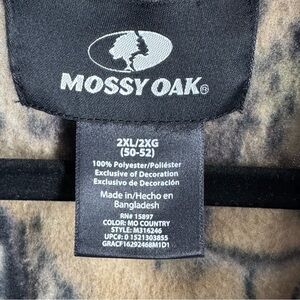 MOSSY OAK®
2XL/2XG
(50-52)
100% Polyester/Poliéster
Exclusive of Decoration
Exclusivo de Decoración
Made in/Hecho en
Bangladesh
RN# 15897
COLOR: MO COUNTRY
STYLE: M316246
UPC# 0 1521303855
GRACF16292468M1D1